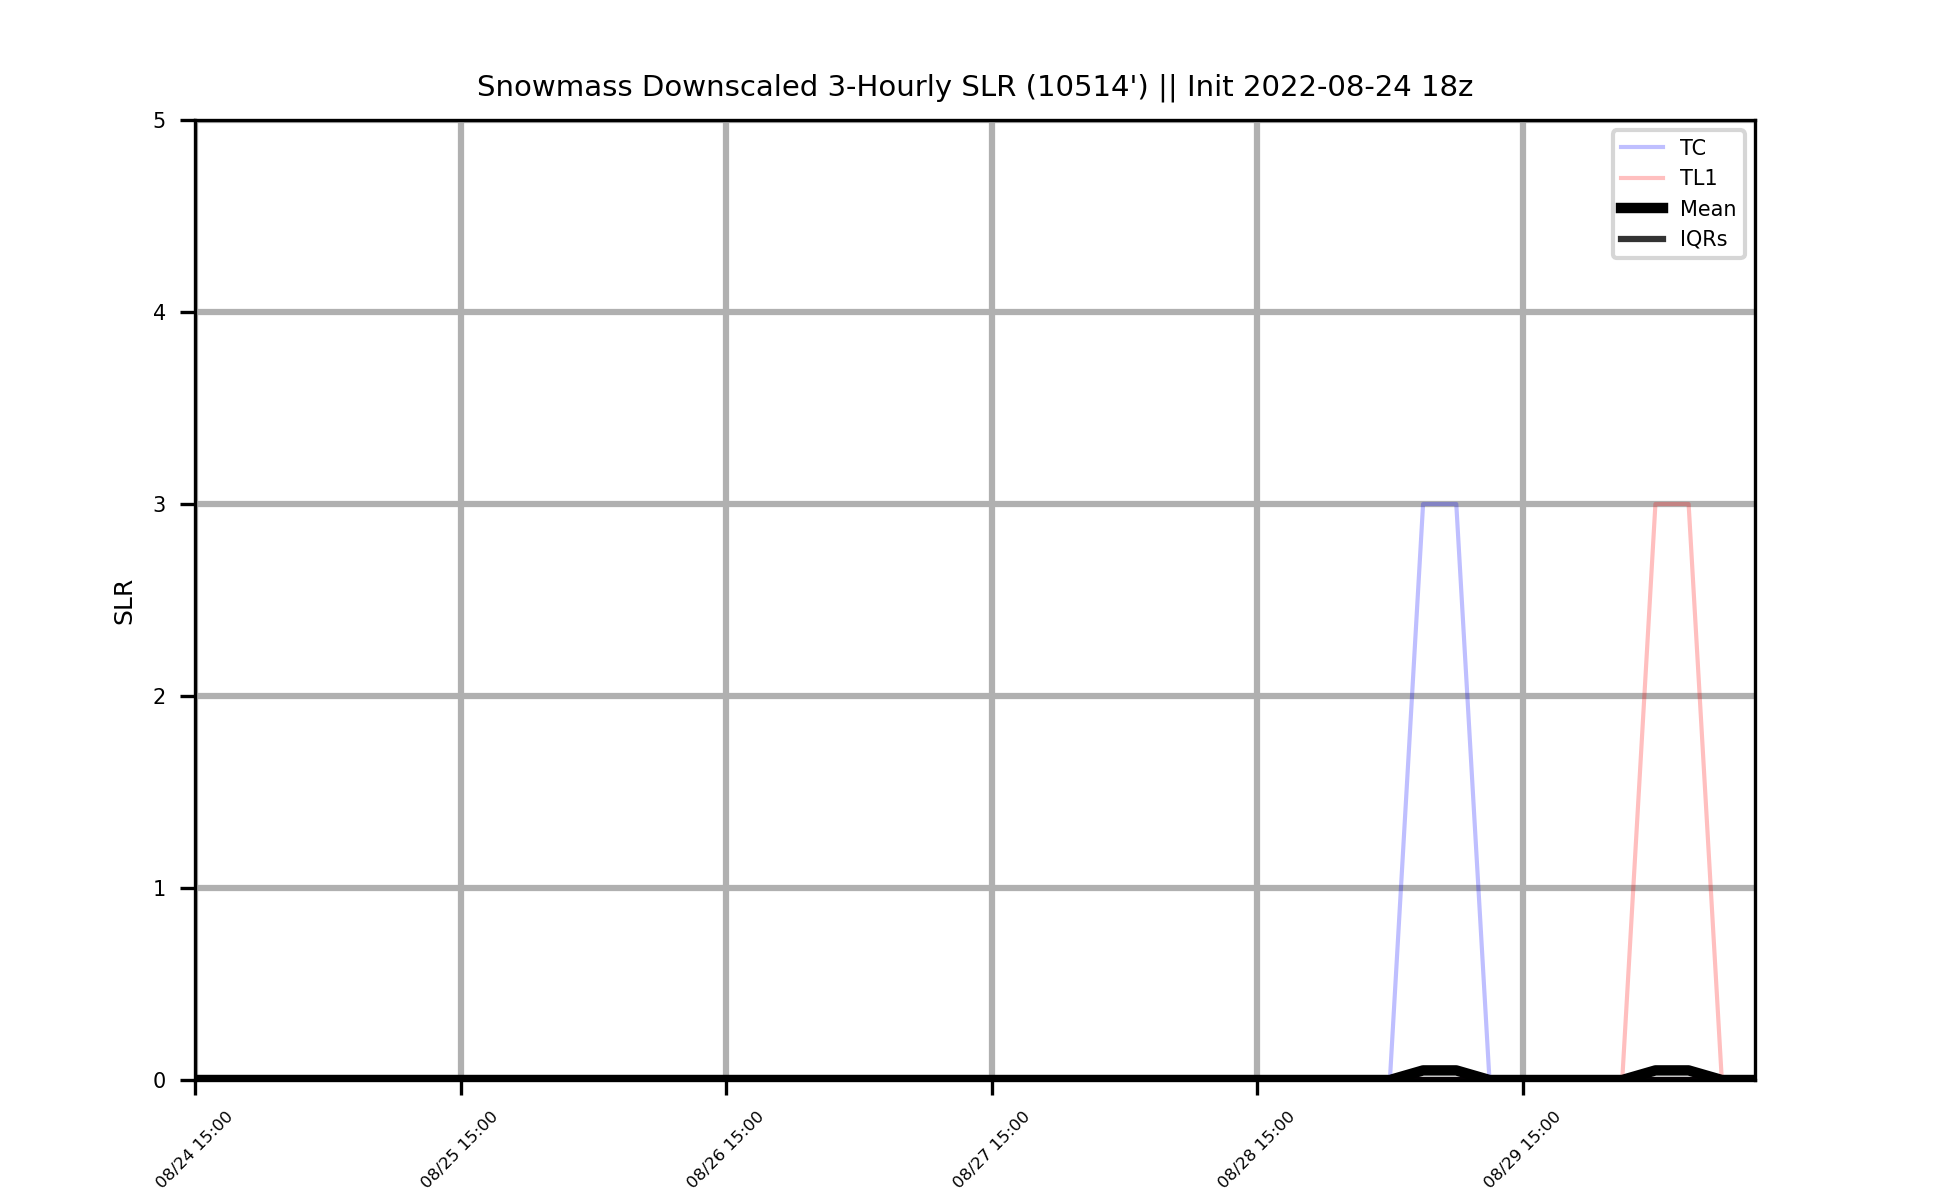 Snowmass Downscaled 3-Hourly SLR (10514') || Init 2022-08-24 18z
5
4
3
2
1
0
SLR
TC
TL1
Mean
IQRs
08/24 15:00
08/25 15:00
08/26 15:00
08/27 15:00
08/28 15:00
08/29 15:00